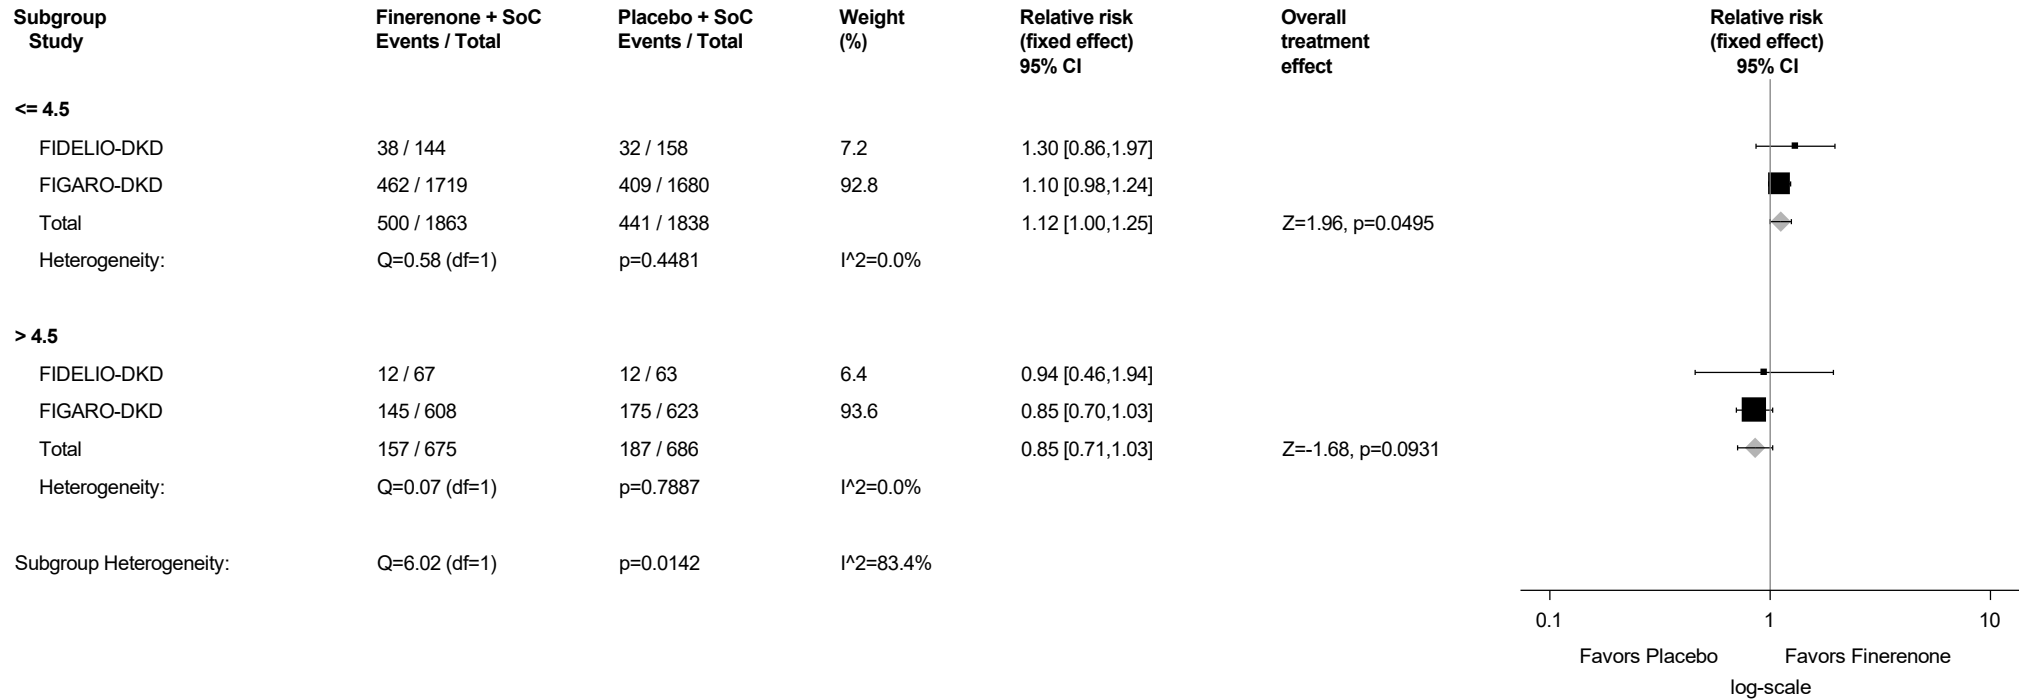 Subgroup Finerenone + SoC Placebo + SoC Weight Relative risk Overall Relative risk
Study Events / Total Events / Total (%) (fixed effect) treatment (fixed effect)
95% CI effect 95% CI
<= 4.5
FIDELIO-DKD 38 / 144 32 / 158 7.2 1.30 [0.86,1.97]
FIGARO-DKD 462 / 1719 409 / 1680 92.8 1.10 [0.98,1.24]
Total 500 / 1863 441 / 1838 1.12 [1.00,1.25] Z=1.96, p=0.0495
Heterogeneity: Q=0.58 (df=1) p=0.4481 I^2=0.0%
> 4.5
FIDELIO-DKD 12 / 67 12 / 63 6.4 0.94 [0.46,1.94]
FIGARO-DKD 145 / 608 175 / 623 93.6 0.85 [0.70,1.03]
Total 157 / 675 187 / 686 0.85 [0.71,1.03] Z=-1.68, p=0.0931
Heterogeneity: Q=0.07 (df=1) p=0.7887 I^2=0.0%
Subgroup Heterogeneity: Q=6.02 (df=1) p=0.0142 I^2=83.4%
0.1 1 10
Favors Placebo Favors Finerenone
log-scale